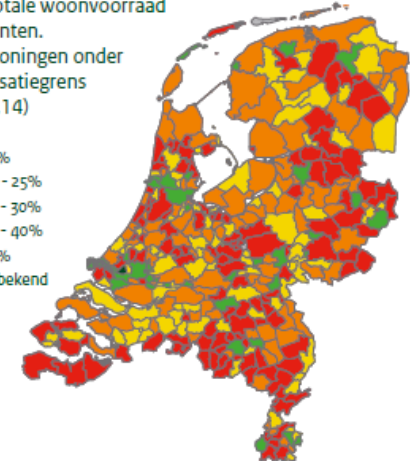 otale woonvoorraad
nten.
oningen onder
satiegrens
14)
%
- 25%
- 30%
- 40%
%
bekend